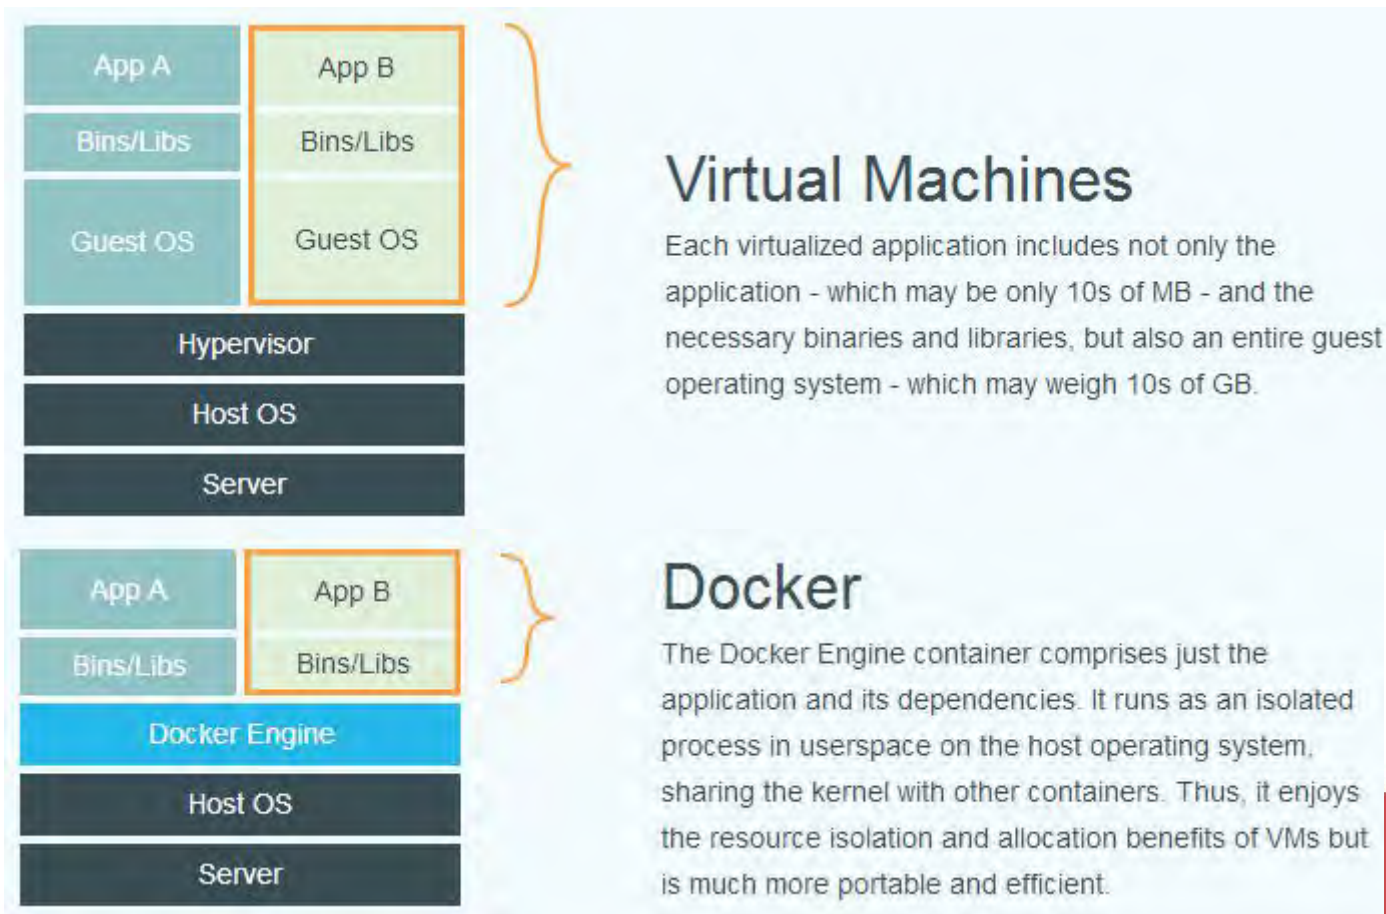 App A
App B
Bins/Libs
Bins/Libs
Guest OS
Guest OS
Hypervisor
Host OS
Server
Virtual Machines
Each virtualized application includes not only the
application - which may be only 10s of MB - and the
necessary binaries and libraries, but also an entire guest
operating system - which may weigh 10s of GB.
App A
App B
Bins/Libs
Bins/Libs
Docker Engine
Host OS
Server
Docker
The Docker Engine container comprises just the
application and its dependencies. It runs as an isolated
process in userspace on the host operating system,
sharing the kernel with other containers. Thus, it enjoys
the resource isolation and allocation benefits of VMs but
is much more portable and efficient.